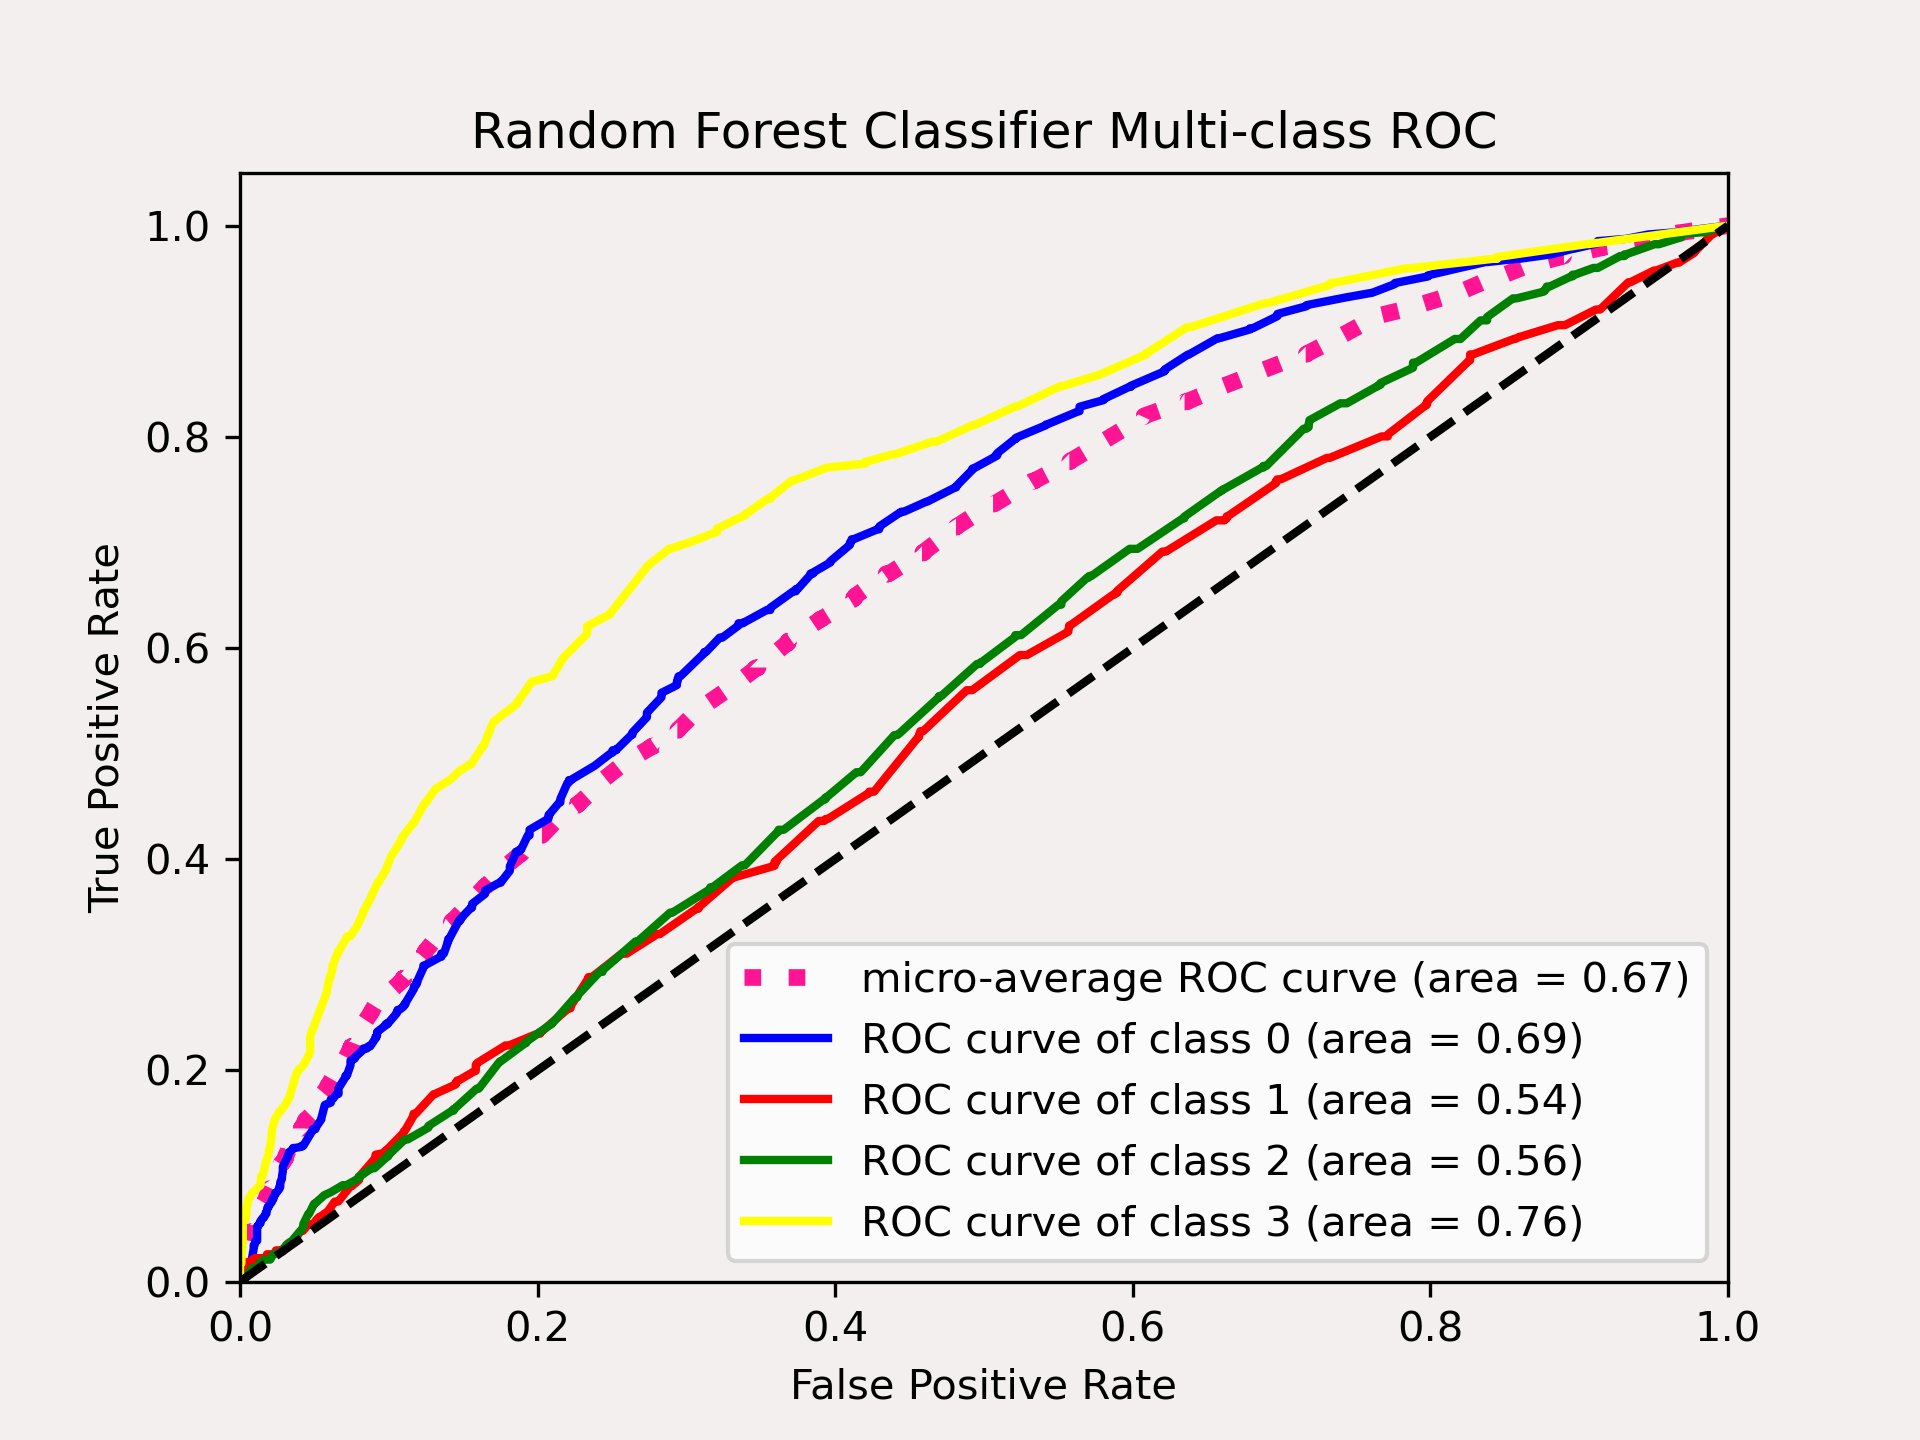 Random Forest Classifier Multi-class ROC
True Positive Rate
1.0
0.8
0.6
0.4
0.2
0.0
micro-average ROC curve (area = 0.67)
ROC curve of class 0 (area = 0.69)
ROC curve of class 1 (area = 0.54)
ROC curve of class 2 (area = 0.56)
ROC curve of class 3 (area = 0.76)
0.0 0.2 0.4 0.6 0.8 1.0
False Positive Rate